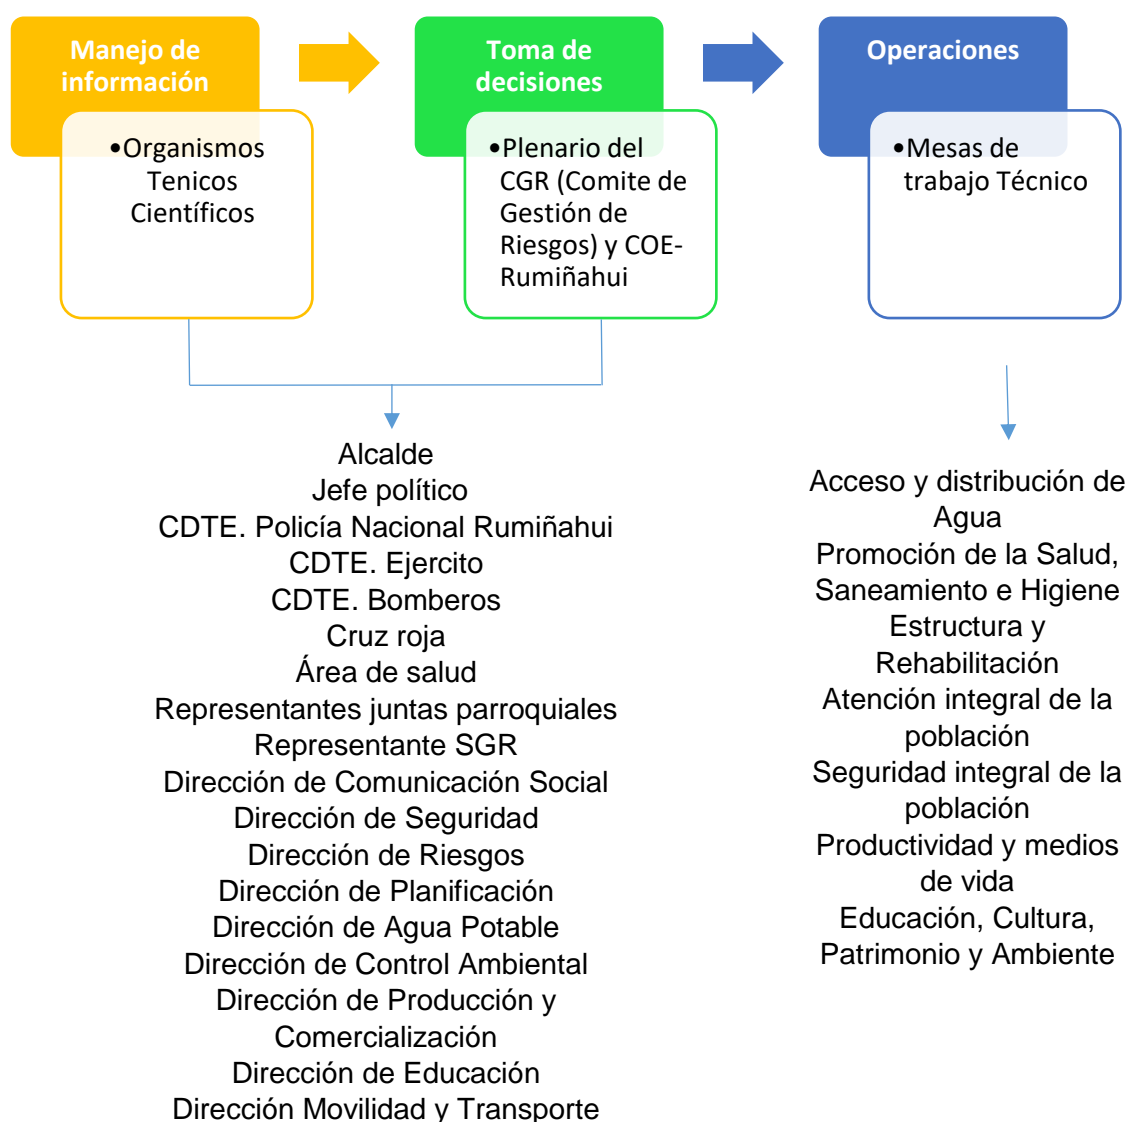 Manejo de
información
•Organismos
Tenicos
Científicos
Toma de
decisiones
•Plenario del
CGR (Comite de
Gestión de
Riesgos) y COE-
Rumiñahui
Operaciones
•Mesas de
trabajo Técnico
Alcalde
Jefe político
CDTE. Policía Nacional Rumiñahui
CDTE. Ejercito
CDTE. Bomberos
Cruz roja
Área de salud
Representantes juntas parroquiales
Representante SGR
Dirección de Comunicación Social
Dirección de Seguridad
Dirección de Riesgos
Dirección de Planificación
Dirección de Agua Potable
Dirección de Control Ambiental
Dirección de Producción y
Comercialización
Dirección de Educación
Dirección Movilidad y Transporte
Acceso y distribución de
Agua
Promoción de la Salud,
Saneamiento e Higiene
Estructura y
Rehabilitación
Atención integral de la
población
Seguridad integral de la
población
Productividad y medios
de vida
Educación, Cultura,
Patrimonio y Ambiente